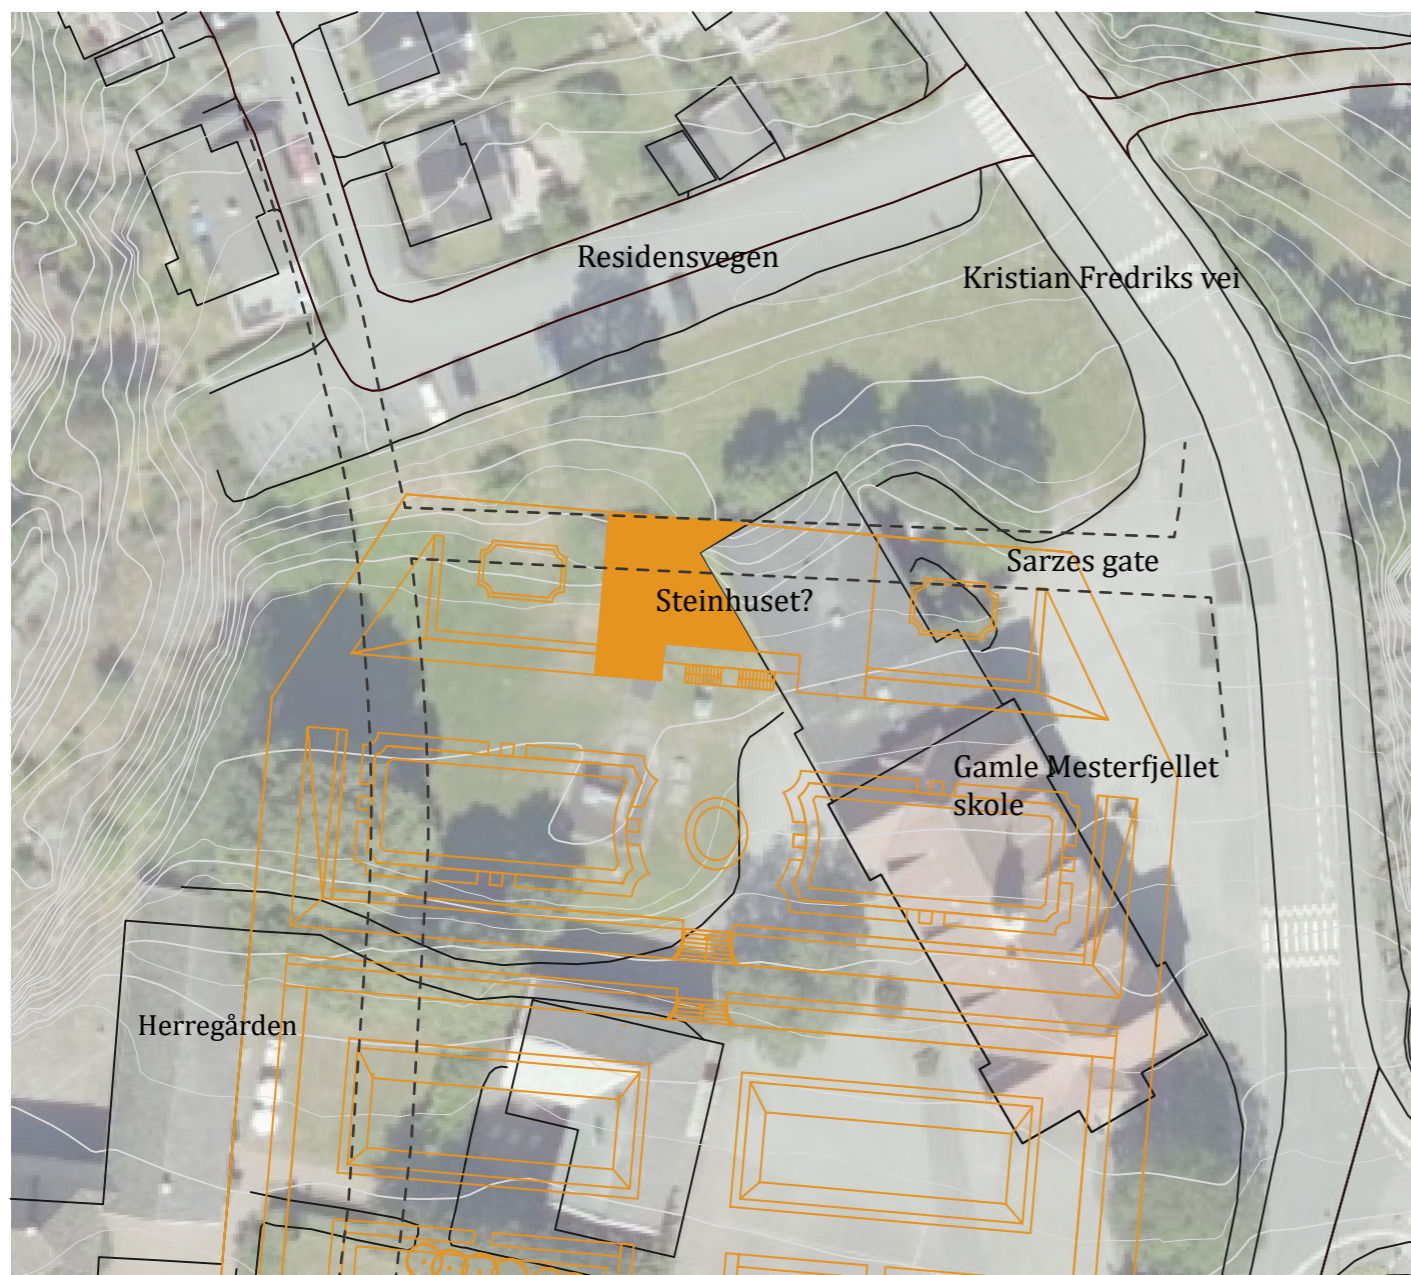 Residensvegen
Kristian Fredriks vei
Sarzes gate
Steinhuset?
Gamle Mesterfjellet
skole
Herregården